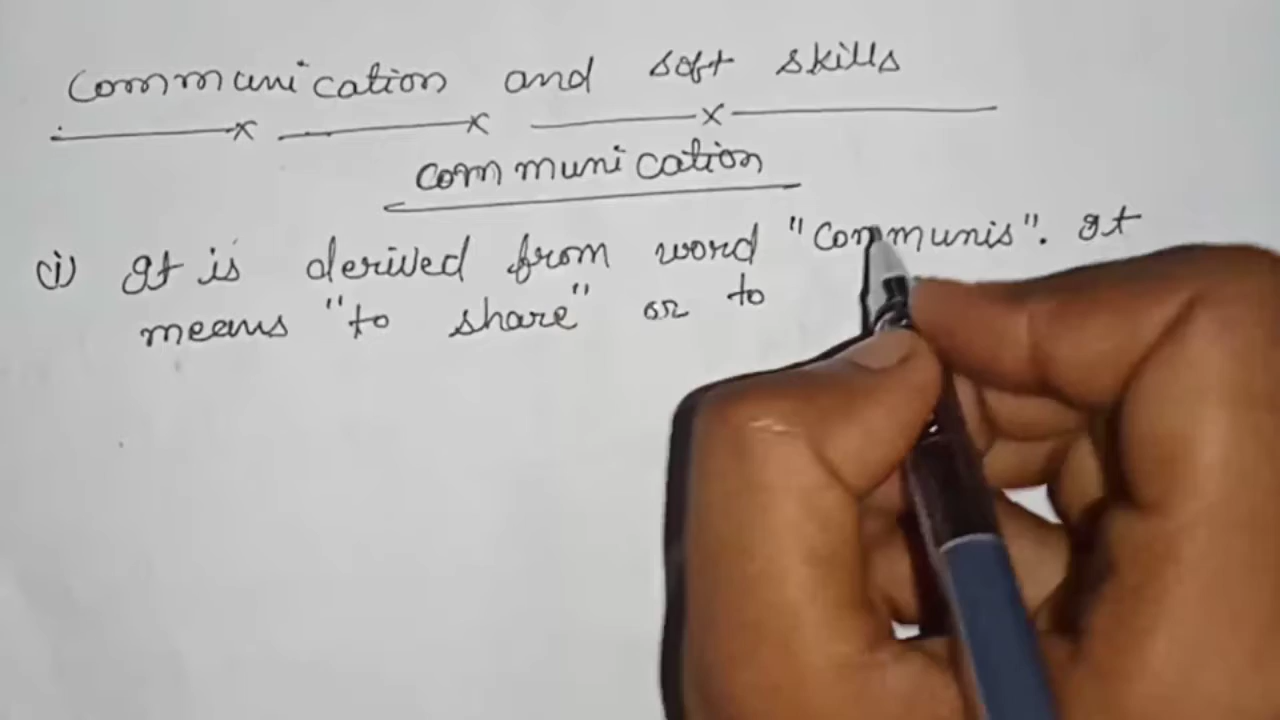 Communication and soft skills
Communication
(i) It is derived from word "Communis". It
means "to share" or to